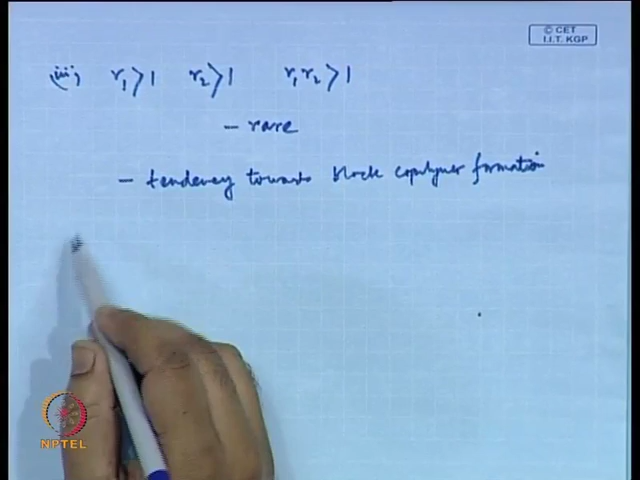 © CET
I.I.T. KGP
(iii) r₁>1 r₂>1 r₁r₂>1
- rare
- tendency towards block copolymer formation
NPTEL